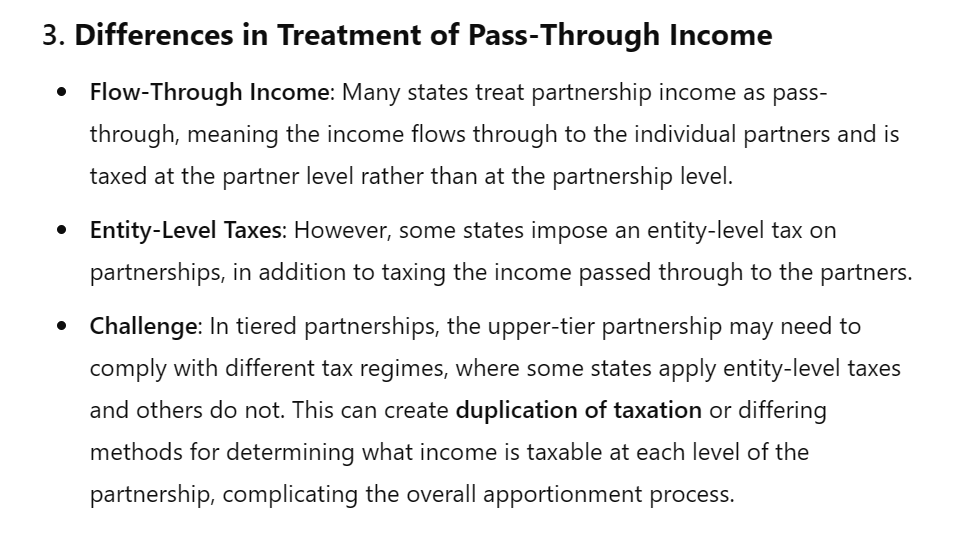 3. Differences in Treatment of Pass-Through Income
• Flow-Through Income: Many states treat partnership income as pass-
through, meaning the income flows through to the individual partners and is
taxed at the partner level rather than at the partnership level.
• Entity-Level Taxes: However, some states impose an entity-level tax on
partnerships, in addition to taxing the income passed through to the partners.
• Challenge: In tiered partnerships, the upper-tier partnership may need to
comply with different tax regimes, where some states apply entity-level taxes
and others do not. This can create duplication of taxation or differing
methods for determining what income is taxable at each level of the
partnership, complicating the overall apportionment process.